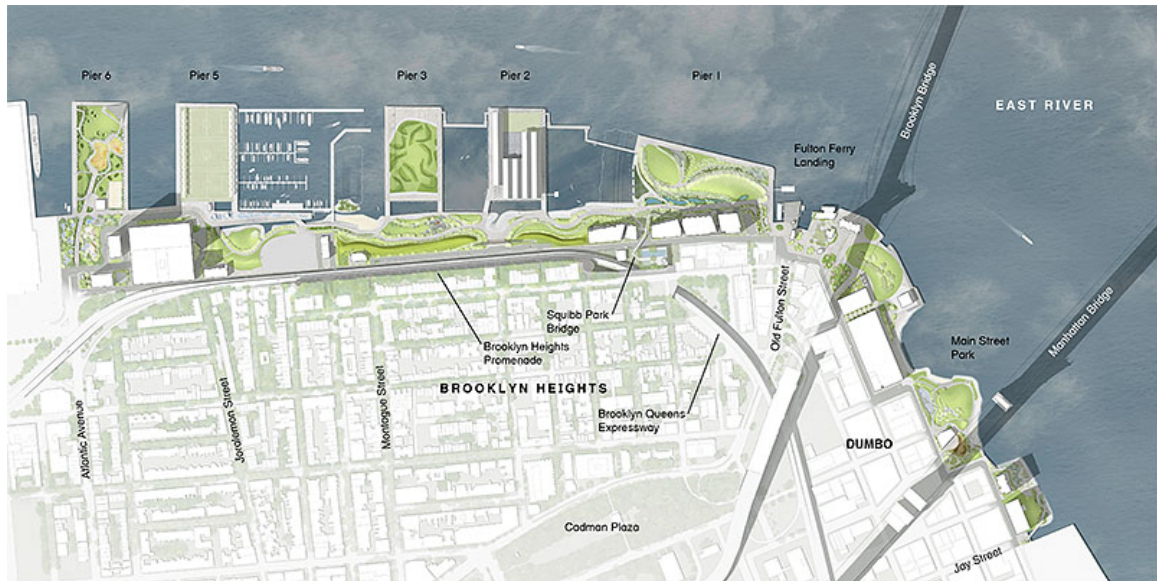 Pier 6
Pier 5
Pier 3
Pier 2
Pier 1
Brooklyn Bridge
EAST RIVER
Fulton Ferry
Landing
Manhattan Bridge
Squibb Park
Bridge
Old Fulton Street
Main Street
Park
Brooklyn Heights
Promenade
BROOKLYN HEIGHTS
Atlantic Avenue
Joralemon Street
Montague Street
Brooklyn Queens
Expressway
DUMBO
Cadman Plaza
Jay Street